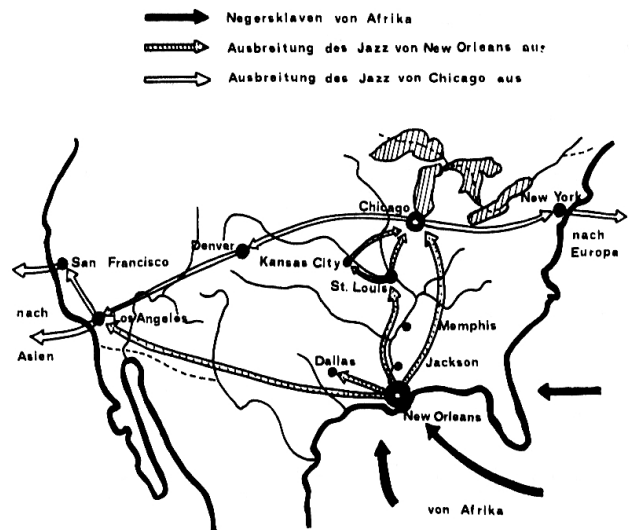 Negersklaven von Afrika
Ausbreitung des Jazz von New Orleans aus
Ausbreitung des Jazz von Chicago aus
Chicago
New York
nach
Europa
Denver
San Francisco
Kansas City
St. Louis
nach
Asien
Los Angeles
Memphis
Dallas
Jackson
New Orleans
von Afrika